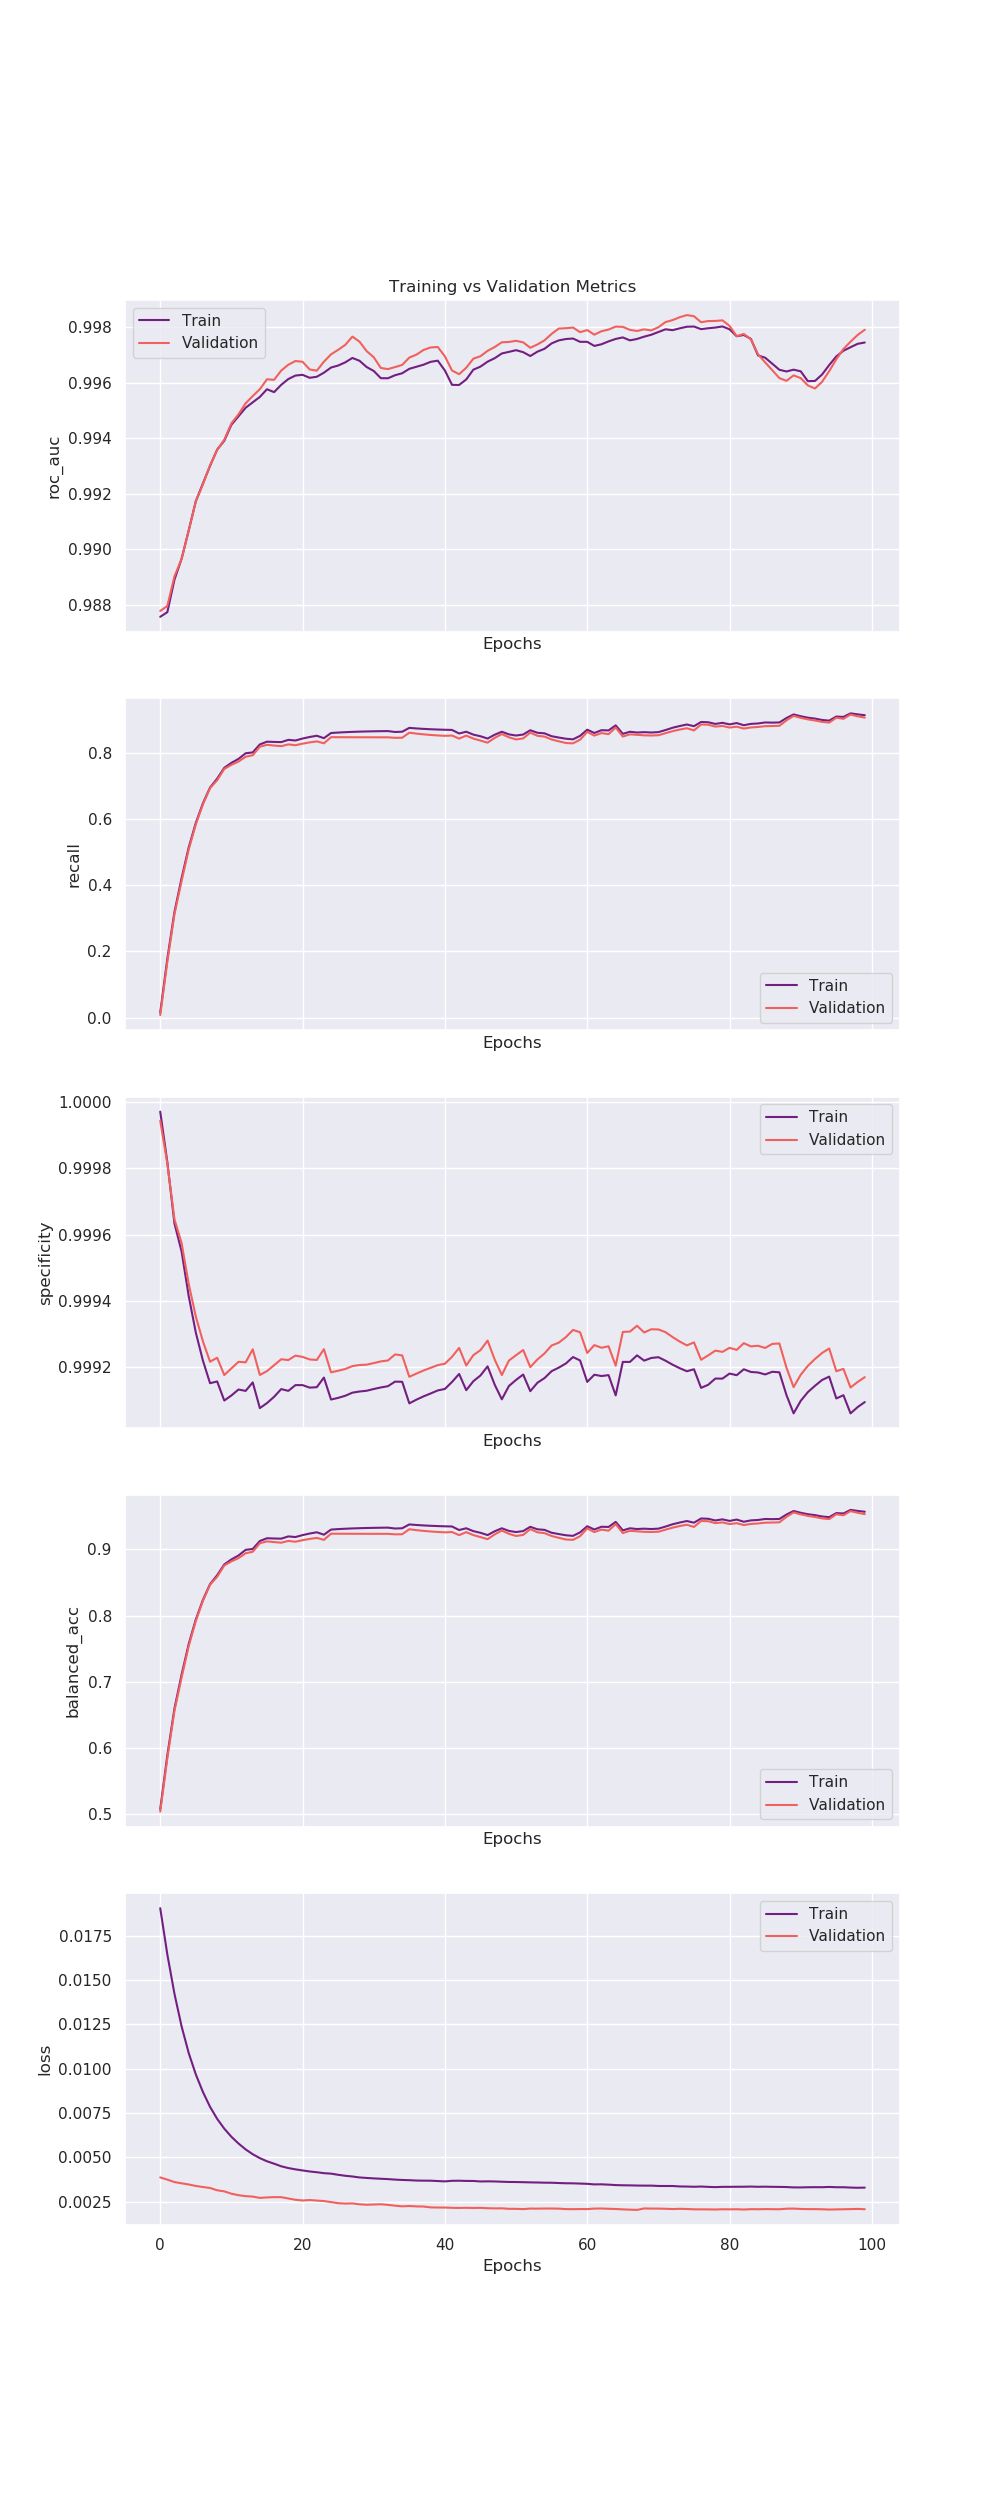 Training vs Validation Metrics
Train
Validation
0.998
0.996
0.994
0.992
0.990
0.988
roc_auc
Epochs
0.8
0.6
0.4
0.2
0.0
recall
Train
Validation
Epochs
1.0000
0.9998
0.9996
0.9994
0.9992
specificity
Train
Validation
Epochs
0.9
0.8
0.7
0.6
0.5
balanced_acc
Train
Validation
Epochs
0.0175
0.0150
0.0125
0.0100
0.0075
0.0050
0.0025
loss
Train
Validation
0 20 40 60 80 100
Epochs